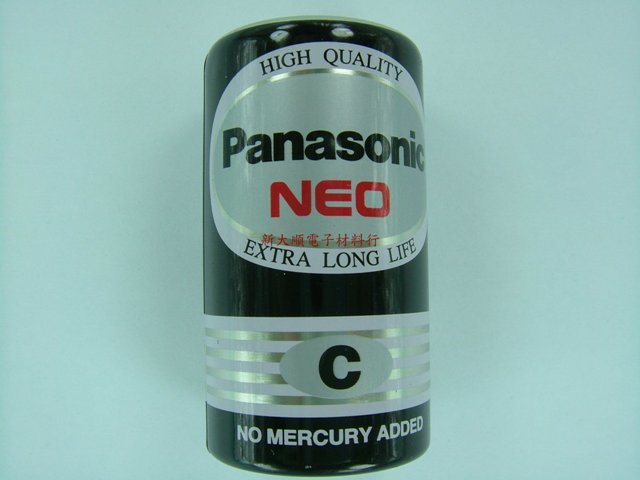 HIGH QUALITY
Panasonic
NEO
新大順電子材料行
EXTRA LONG LIFE
C
NO MERCURY ADDED